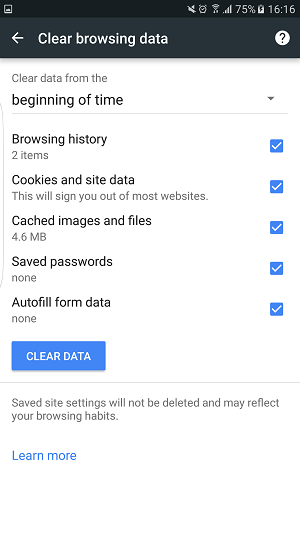 75% 16:16
Clear browsing data ?
Clear data from the
beginning of time
Browsing history
2 items
Cookies and site data
This will sign you out of most websites.
Cached images and files
4.6 MB
Saved passwords
none
Autofill form data
none
CLEAR DATA
Saved site settings will not be deleted and may reflect
your browsing habits.
Learn more